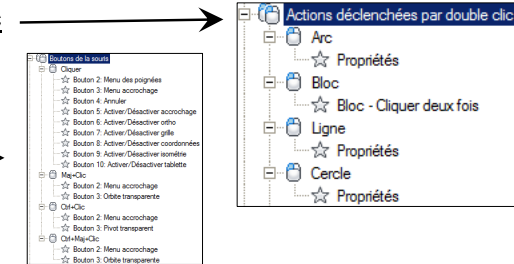 Boutons de la souris
Cliquer
Bouton 2: Menu des poignées
Bouton 3: Menu accrochage
Bouton 4: Annuler
Bouton 5: Activer/Désactiver accrochage
Bouton 6: Activer/Désactiver ortho
Bouton 7: Activer/Désactiver grille
Bouton 8: Activer/Désactiver coordonnées
Bouton 9: Activer/Désactiver isométrie
Bouton 10: Activer/Désactiver tablette
Maj+Clic
Bouton 2: Menu accrochage
Bouton 3: Orbite transparente
Ctrl+Clic
Bouton 2: Menu accrochage
Bouton 3: Pivot transparent
Ctrl+Maj+Clic
Bouton 2: Menu accrochage
Bouton 3: Orbite transparente
Actions déclenchées par double clic
Arc
Propriétés
Bloc
Bloc - Cliquer deux fois
Ligne
Propriétés
Cercle
Propriétés